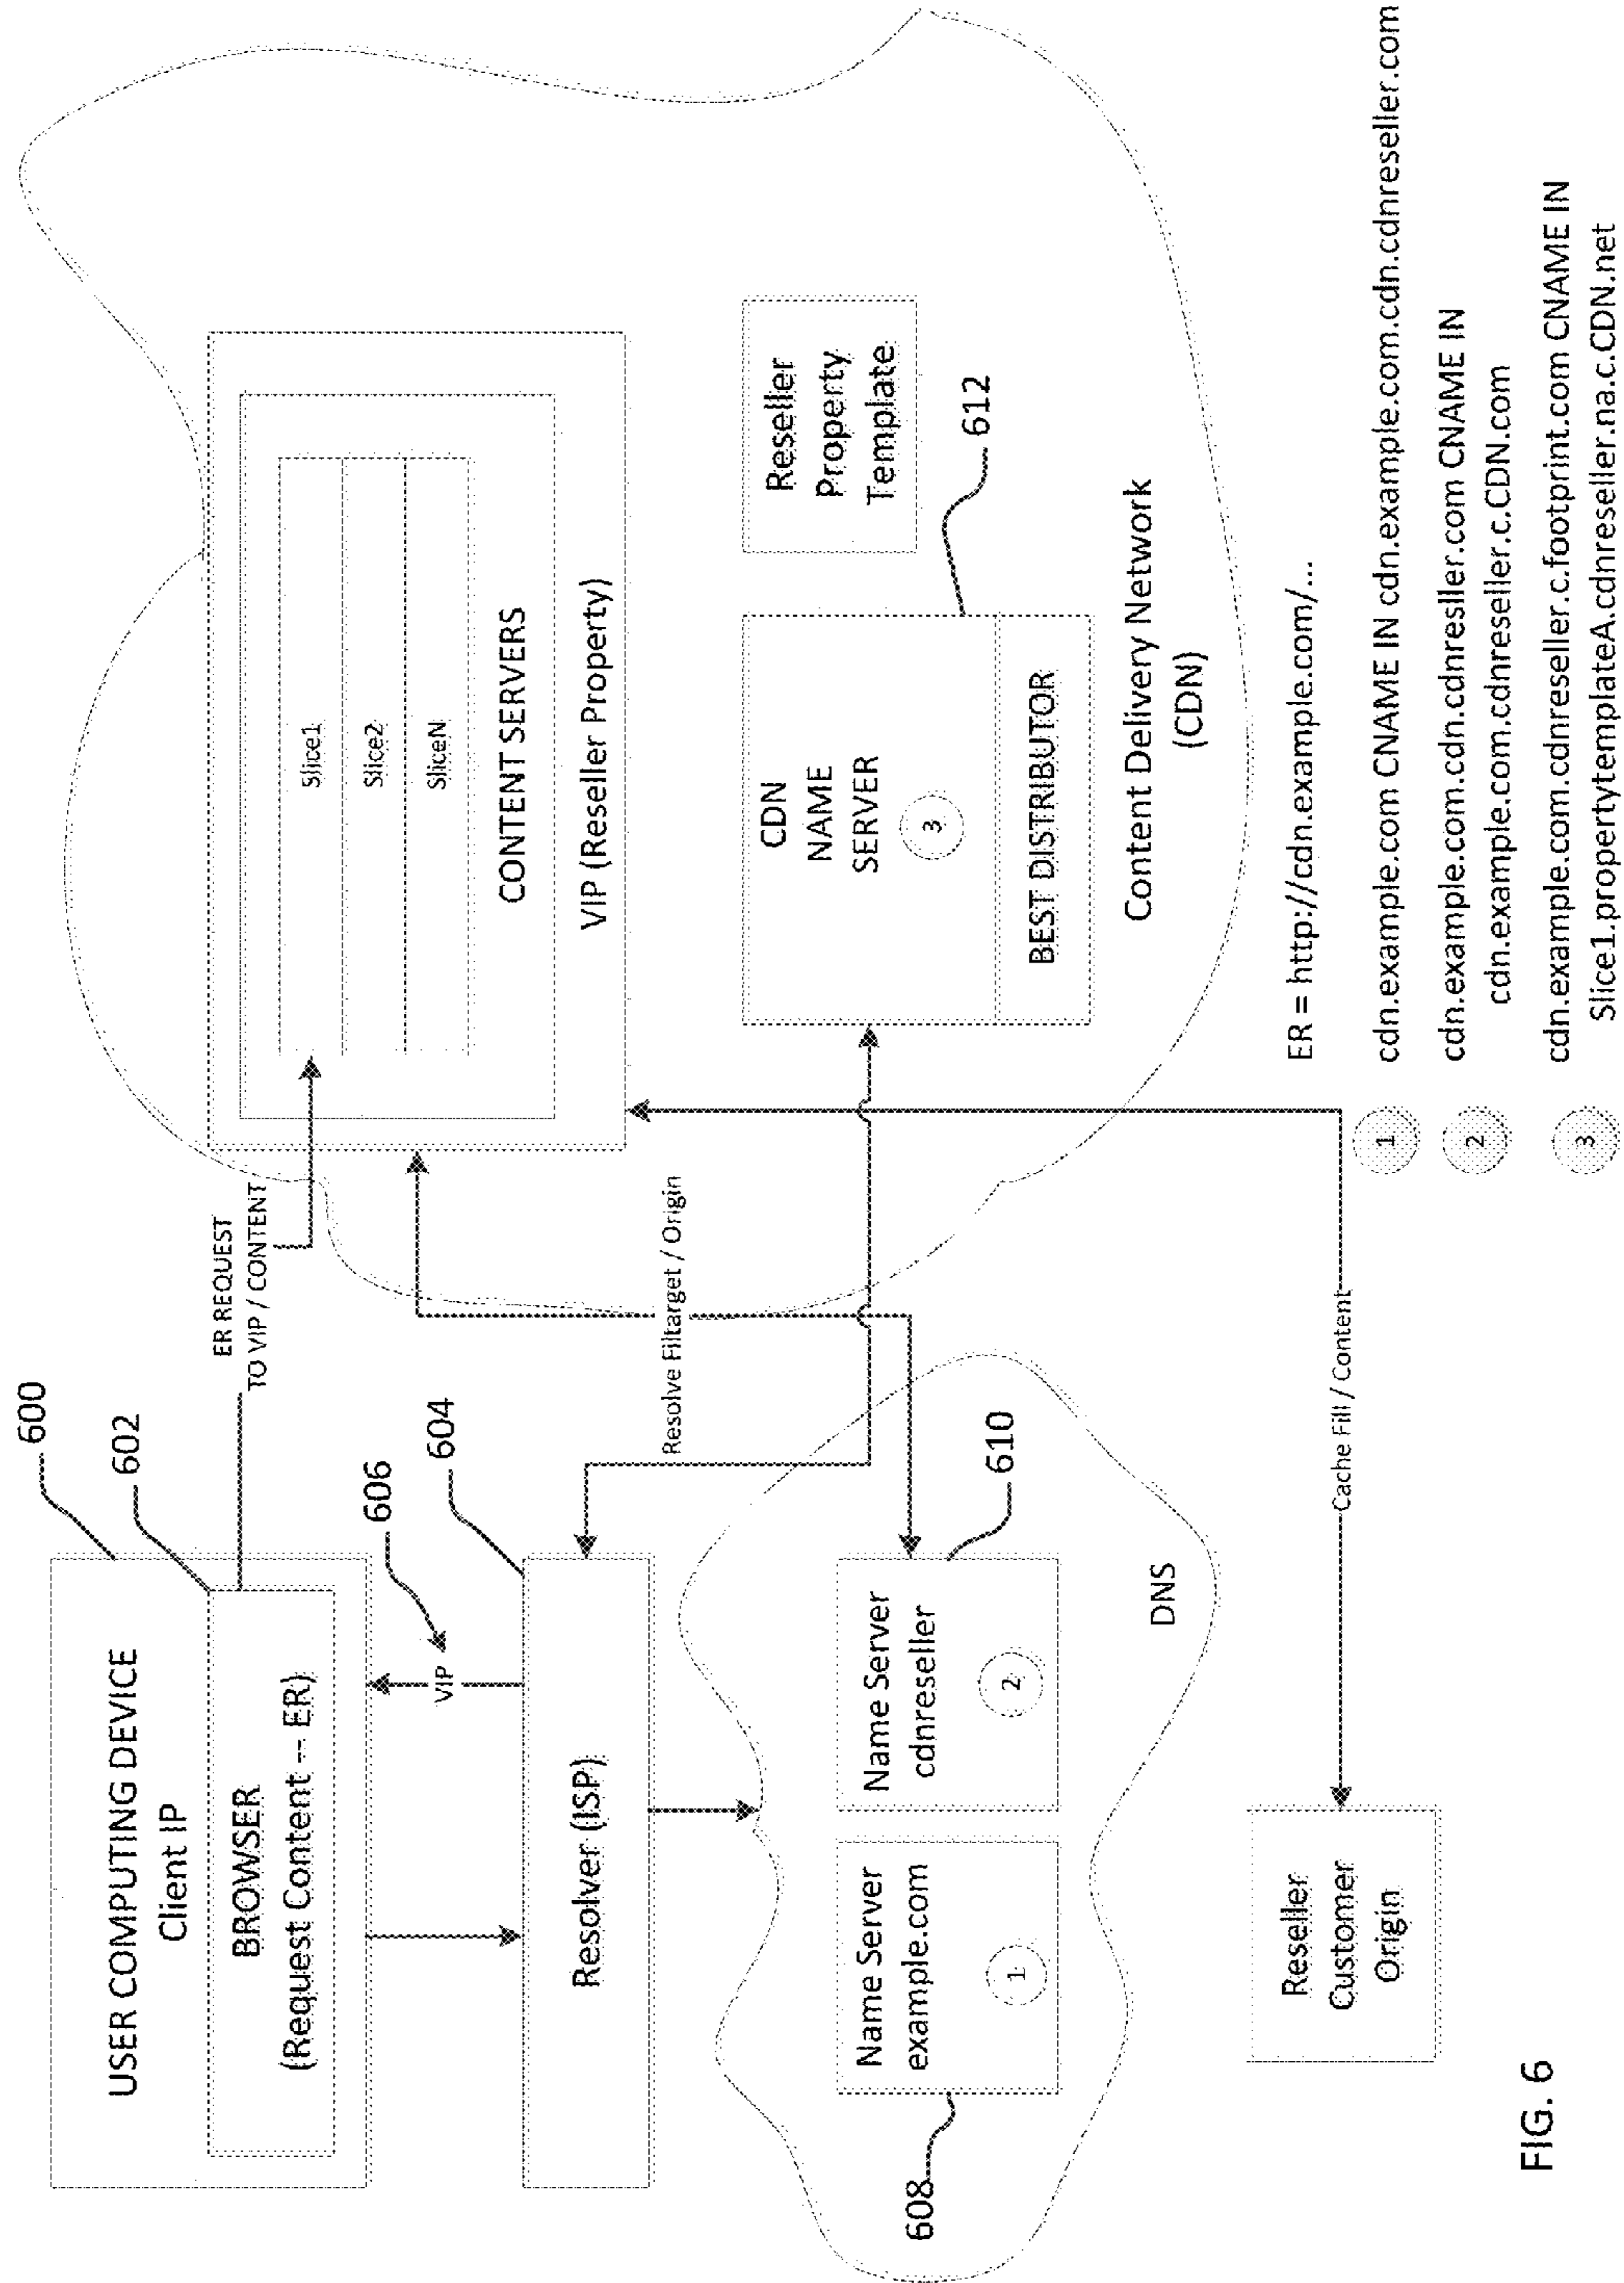 600
USER COMPUTING DEVICE
Client IP
602
BROWSER
(Request Content -- ER)
ER REQUEST
TO VIP / CONTENT
606
VIP
604
Resolver (ISP)
Resolve Filtarget / Origin
Name Server
example.com
1
608
Name Server
cdnreseller
2
610
DNS
Reseller
Customer
Origin
Cache Fill / Content
Slice1
Slice2
SliceN
CONTENT SERVERS
VIP (Reseller Property)
CDN
NAME
SERVER
3
BEST DISTRIBUTOR
612
Reseller
Property
Template
Content Delivery Network
(CDN)
ER = http://cdn.example.com/...
1 cdn.example.com CNAME IN cdn.example.com.cdn.cdnreseller.com
2 cdn.example.com.cdn.cdnresller.com CNAME IN
cdn.example.com.cdnreseller.c.CDN.com
3 cdn.example.com.cdnreseller.c.footprint.com CNAME IN
Slice1.propertytemplateA.cdnreseller.na.c.CDN.net
FIG. 6